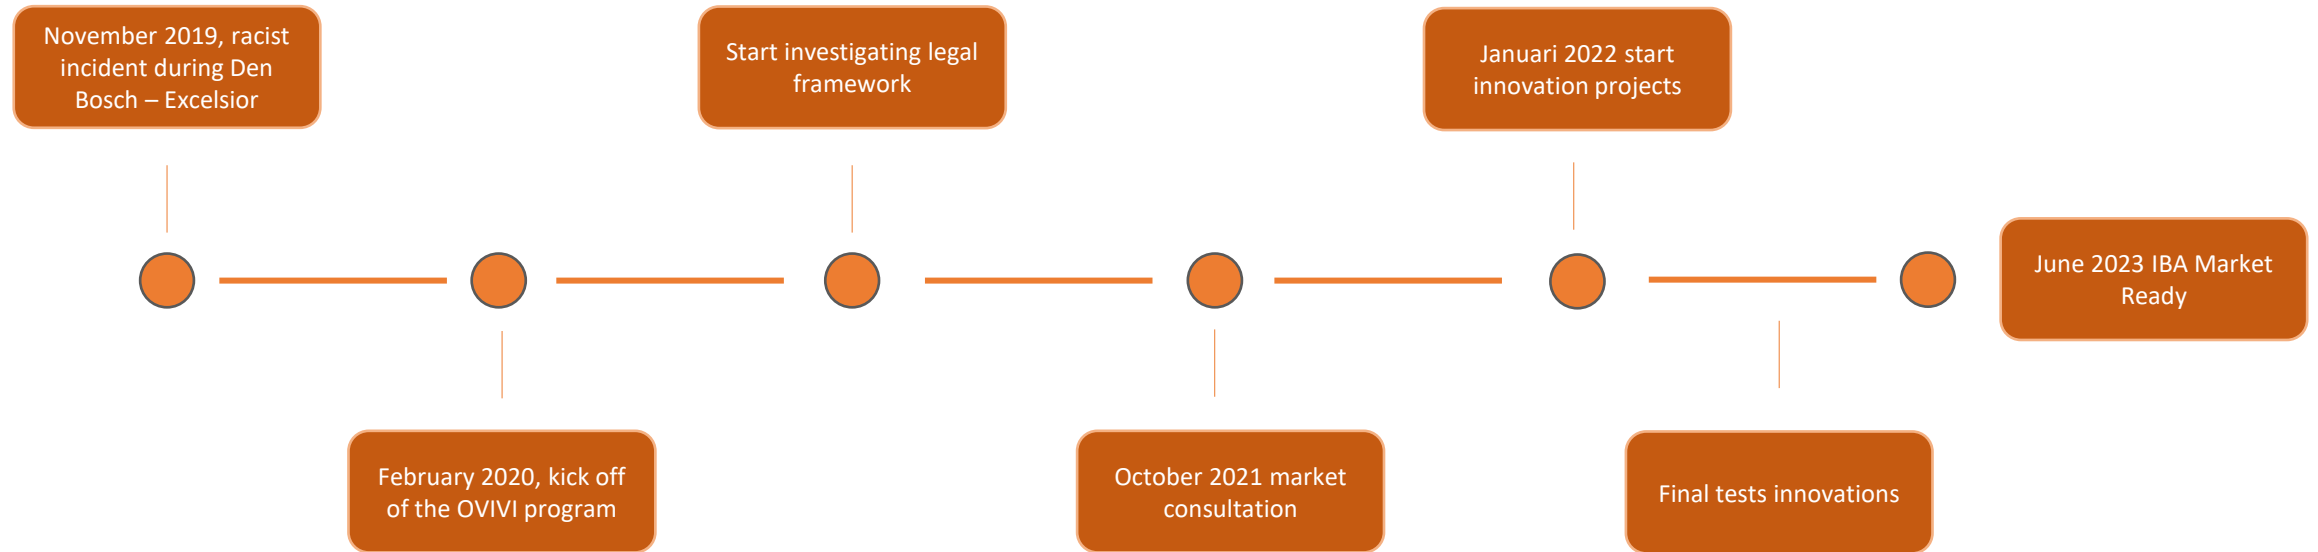 November 2019, racist
incident during Den
Bosch – Excelsior
February 2020, kick off
of the OVIVI program
Start investigating legal
framework
October 2021 market
consultation
Januari 2022 start
innovation projects
Final tests innovations
June 2023 IBA Market
Ready